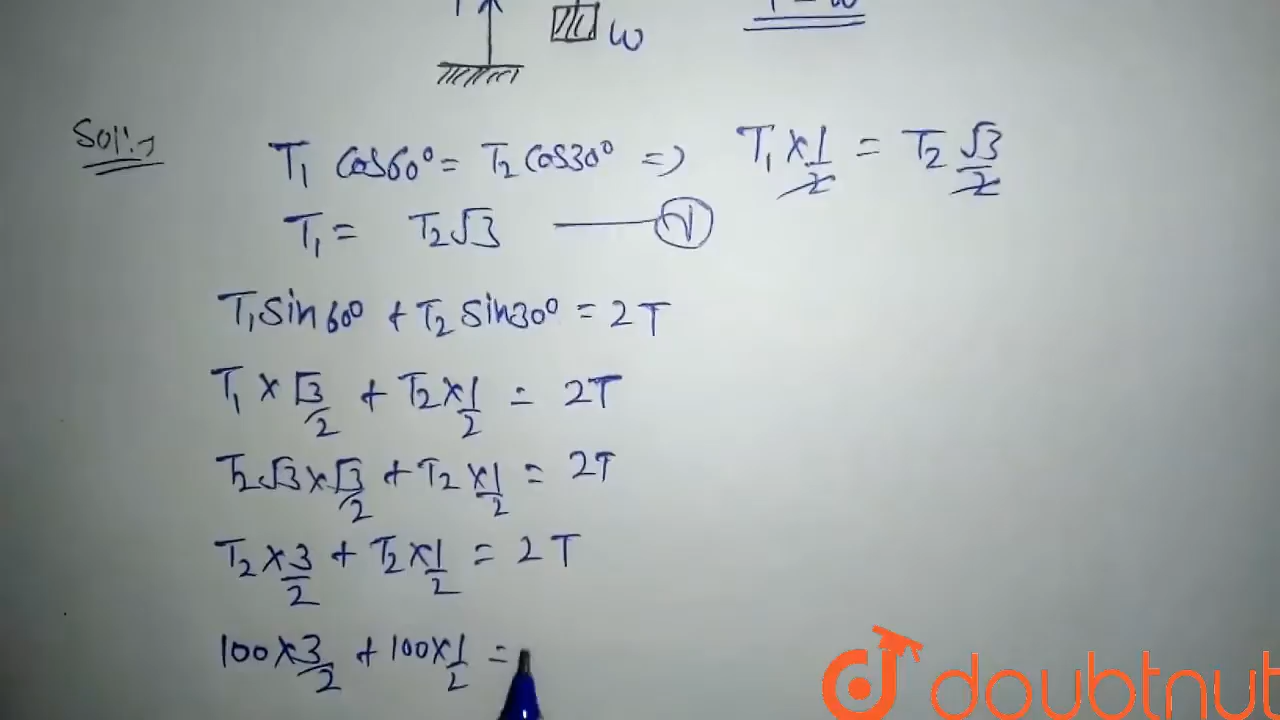 ω
Sol!:-
T₁ Cos60° = T₂ Cos30° => T₁ × 1/2 = T₂ √3/2
T₁ = T₂√3
T₁ Sin 60° + T₂ Sin30° = 2T
T₁ × √3/2 + T₂ × 1/2 = 2T
T₂√3 × √3/2 + T₂ × 1/2 = 2T
T₂ × 3/2 + T₂ × 1/2 = 2T
100 × 3/2 + 100 × 1/2 =
doubtnut